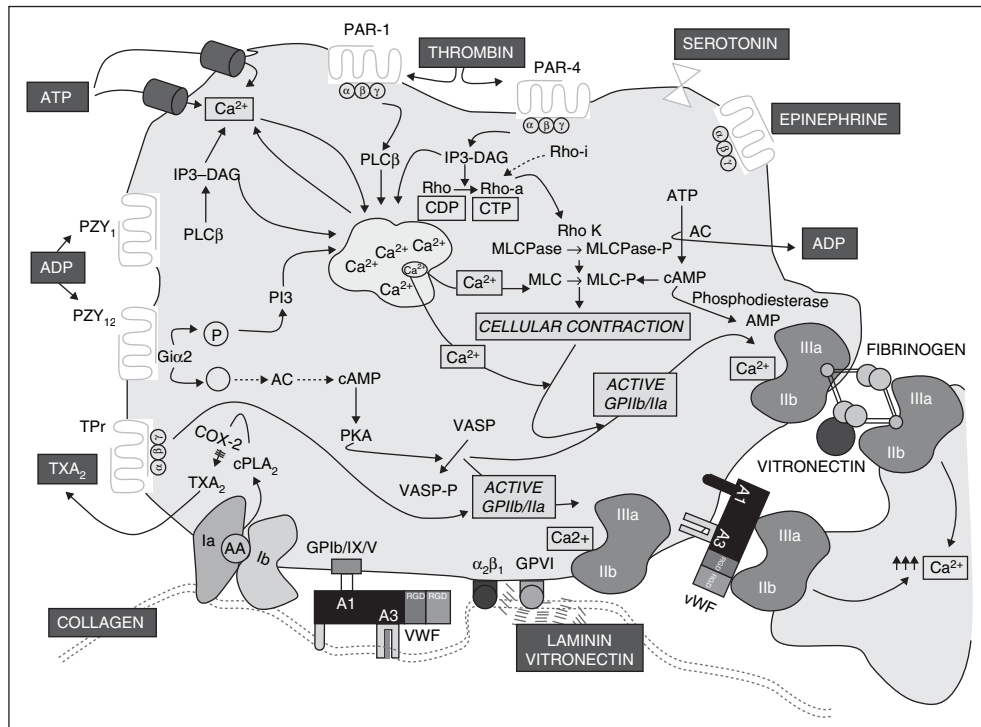 PAR-1
THROMBIN
SEROTONIN
PAR-4
ATP
Ca²⁺
α β γ
α β γ
EPINEPHRINE
α β γ
PLCβ
IP3-DAG
Rho-i
IP3–DAG
Rho → Rho-a
CDP
CTP
ATP
PZY₁
PLCβ
Rho K
AC
ADP
ADP
MLCPase → MLCPase-P
Ca²⁺
Ca²⁺
Ca²⁺
Ca²⁺
Ca²⁺
Ca²⁺
MLC → MLC-P
cAMP
PI3
Phosphodiesterase
PZY₁₂
AMP
P
CELLULAR CONTRACTION
IIIa
Giα2
Ca²⁺
Ca²⁺
FIBRINOGEN
AC
cAMP
ACTIVE
GPIIb/IIa
IIb
IIIa
TPr
α β γ
COX-2
PKA
VASP
IIb
VITRONECTIN
TXA₂
cPLA₂
TXA₂
VASP-P
ACTIVE
GPIIb/IIa
IIIa
A1
Ia
AA
Ib
GPIb/IX/V
Ca2+
α₂β₁
GPVI
IIb
A3
RGD
RGD
IIIa
IIb
Ca²⁺
vWF
A1
RGD
RGD
A3
VWF
COLLAGEN
LAMININ
VITRONECTIN